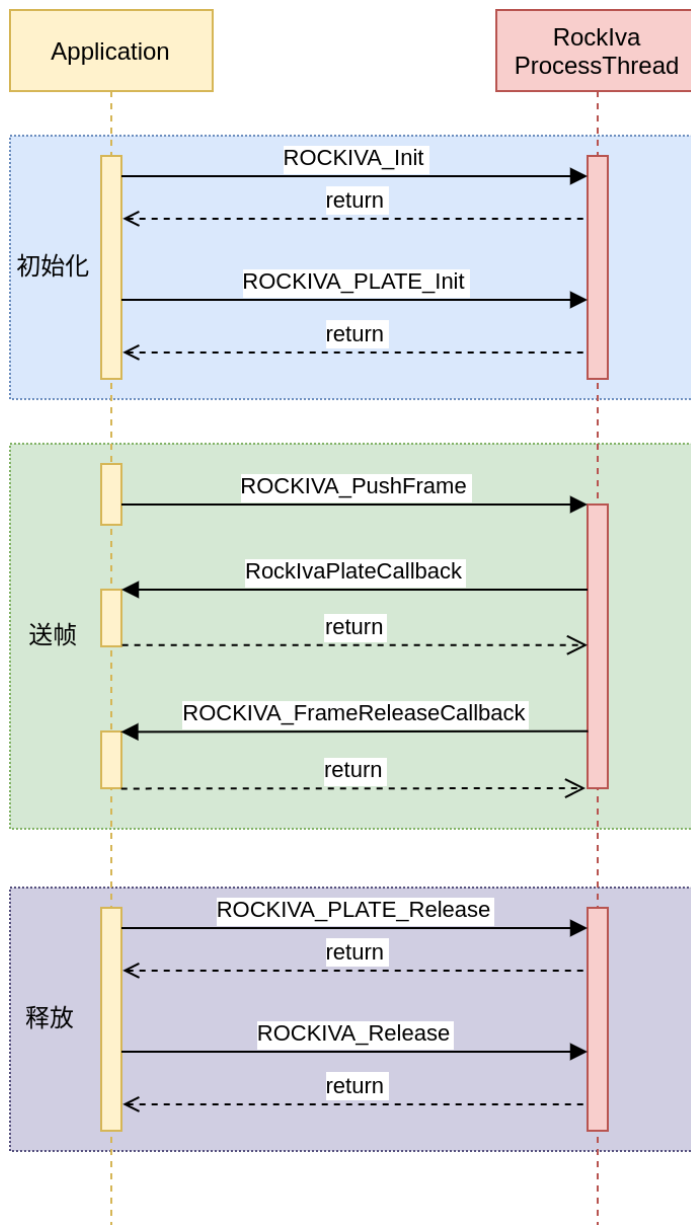 Application
RockIva
ProcessThread
ROCKIVA_Init
return
初始化
ROCKIVA_PLATE_Init
return
ROCKIVA_PushFrame
RockIvaPlateCallback
送帧
return
ROCKIVA_FrameReleaseCallback
return
ROCKIVA_PLATE_Release
return
释放
ROCKIVA_Release
return